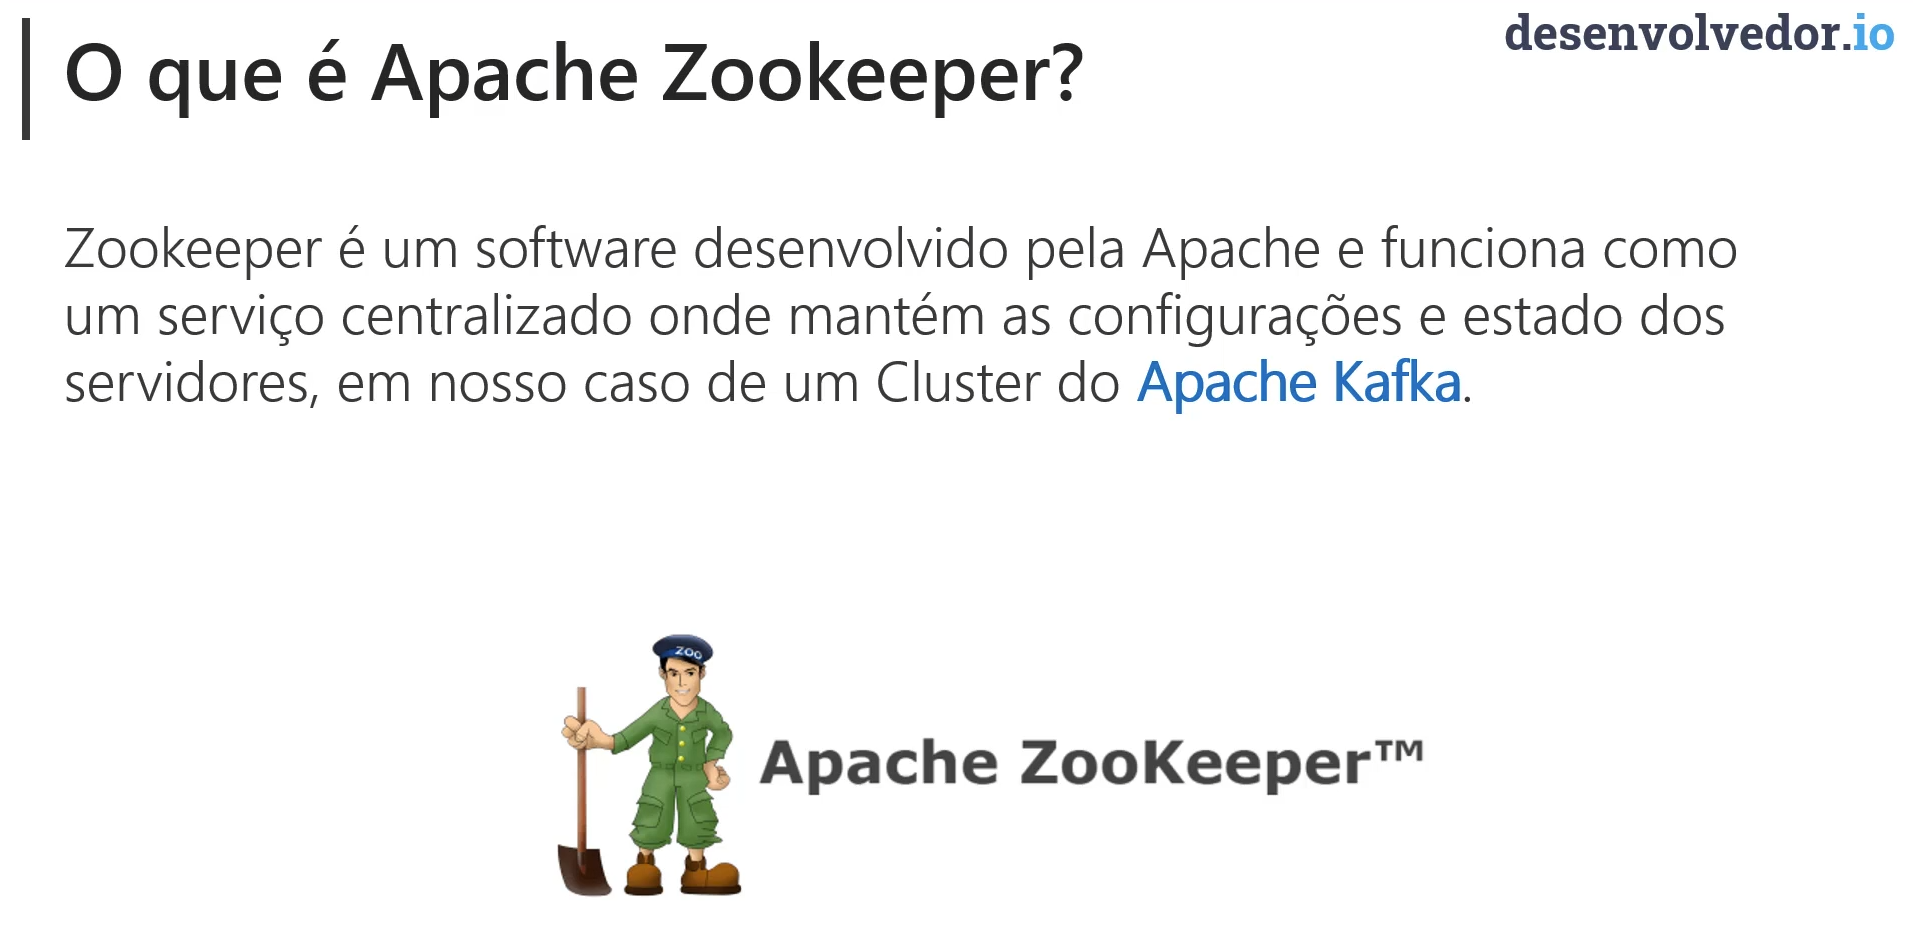 desenvolvedor.io
O que é Apache Zookeeper?
Zookeeper é um software desenvolvido pela Apache e funciona como
um serviço centralizado onde mantém as configurações e estado dos
servidores, em nosso caso de um Cluster do Apache Kafka.
ZOO
Apache ZooKeeper™